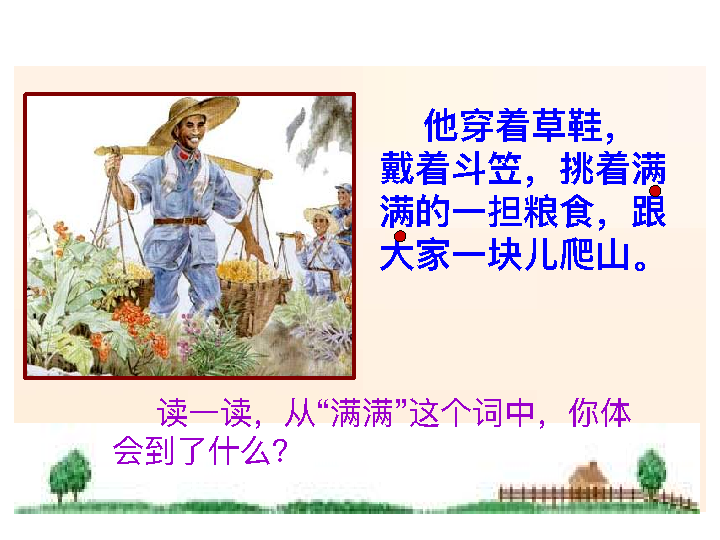 他穿着草鞋，
戴着斗笠，挑着满
满的一担粮食，跟
大家一块儿爬山。
读一读，从“满满”这个词中，你体
会到了什么？